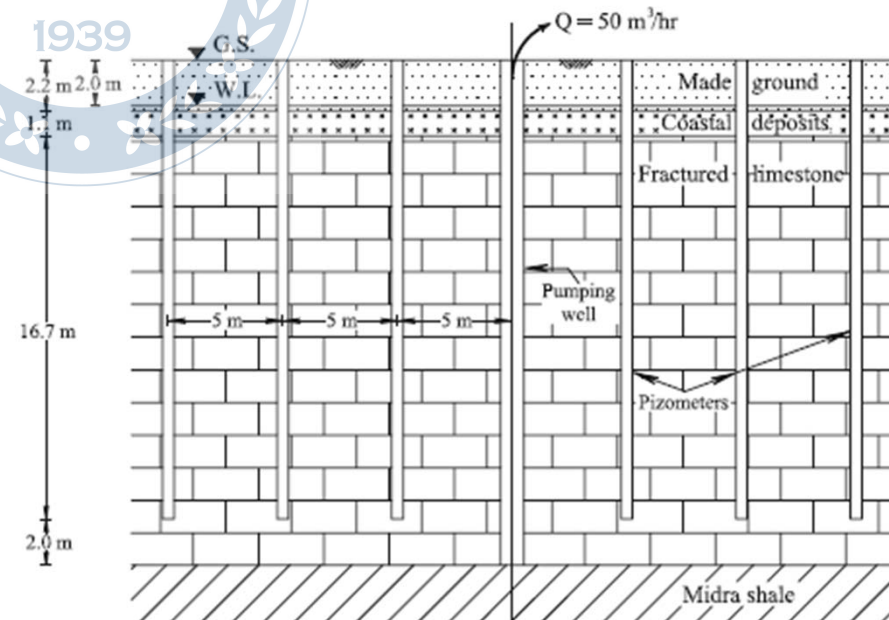 1939
G.S.
Q = 50 m³/hr
2.2 m
2.0 m
W.L.
Made ground
m
Coastal deposits
Fractured limestone
Pumping
well
5 m
5 m
5 m
16.7 m
Pizometers
2.0 m
Midra shale